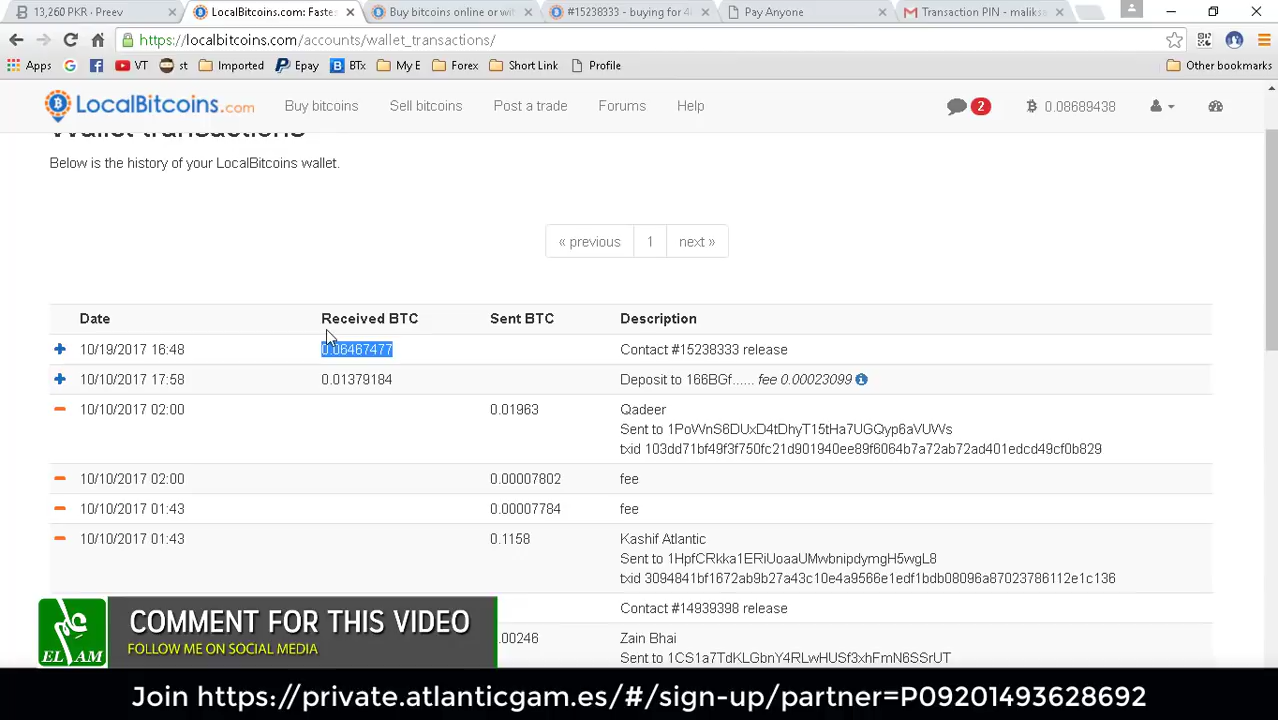 13,260 PKR · Preev
LocalBitcoins.com: Faste
Buy bitcoins online or wit
#15238333 - buying for 4
Pay Anyone
Transaction PIN - maliks
https://localbitcoins.com/accounts/wallet_transactions/
Apps
VT
st
Imported
Epay
BTx
My E
Forex
Short Link
Profile
Other bookmarks
LocalBitcoins.com
Buy bitcoins
Sell bitcoins
Post a trade
Forums
Help
2
0.08689438
Wallet transactions
Below is the history of your LocalBitcoins wallet.
« previous 1 next »
Date Received BTC Sent BTC Description
10/19/2017 16:48 0.06467477 Contact #15238333 release
10/10/2017 17:58 0.01379184 Deposit to 166BGf...... fee 0.00023099
10/10/2017 02:00 0.01963 Qadeer
Sent to 1PoWnS6DUxD4tDhyT15tHa7UGQyp6aVUWs
txid 103dd71bf49f3f750fc21d901940ee89f6064b7a72ab72ad401edcd49cf0b829
10/10/2017 02:00 0.00007802 fee
10/10/2017 01:43 0.00007784 fee
10/10/2017 01:43 0.1158 Kashif Atlantic
Sent to 1HpfCRkka1ERiUoaaUMwbnipdymgH5wgL8
txid 3094841bf1672ab9b27a43c10e4a9566e1edf1bdb08096a87023786112e1c136
Contact #14939398 release
.00246 Zain Bhai
Sent to 1CS1a7TdKLGbnY4RLwHUSf3xhFmN6SSrUT
EL AM
COMMENT FOR THIS VIDEO
FOLLOW ME ON SOCIAL MEDIA
Join https://private.atlanticgam.es/#/sign-up/partner=P09201493628692